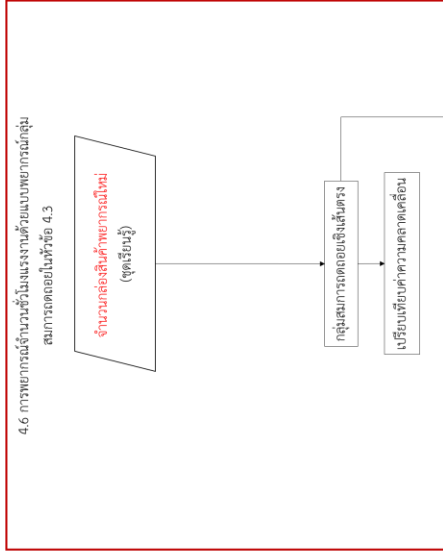 4.6 การพยากรณ์จำนวนชั่วโมงแรงงานด้วยแบบพยากรณ์กลุ่ม
สมการถดถอยในหัวข้อ 4.3
จำนวนกล่องสินค้าพยากรณ์ใหม่
(ชุดเรียนรู้)
กลุ่มสมการถดถอยเชิงเส้นตรง
เปรียบเทียบค่าความคลาดเคลื่อน